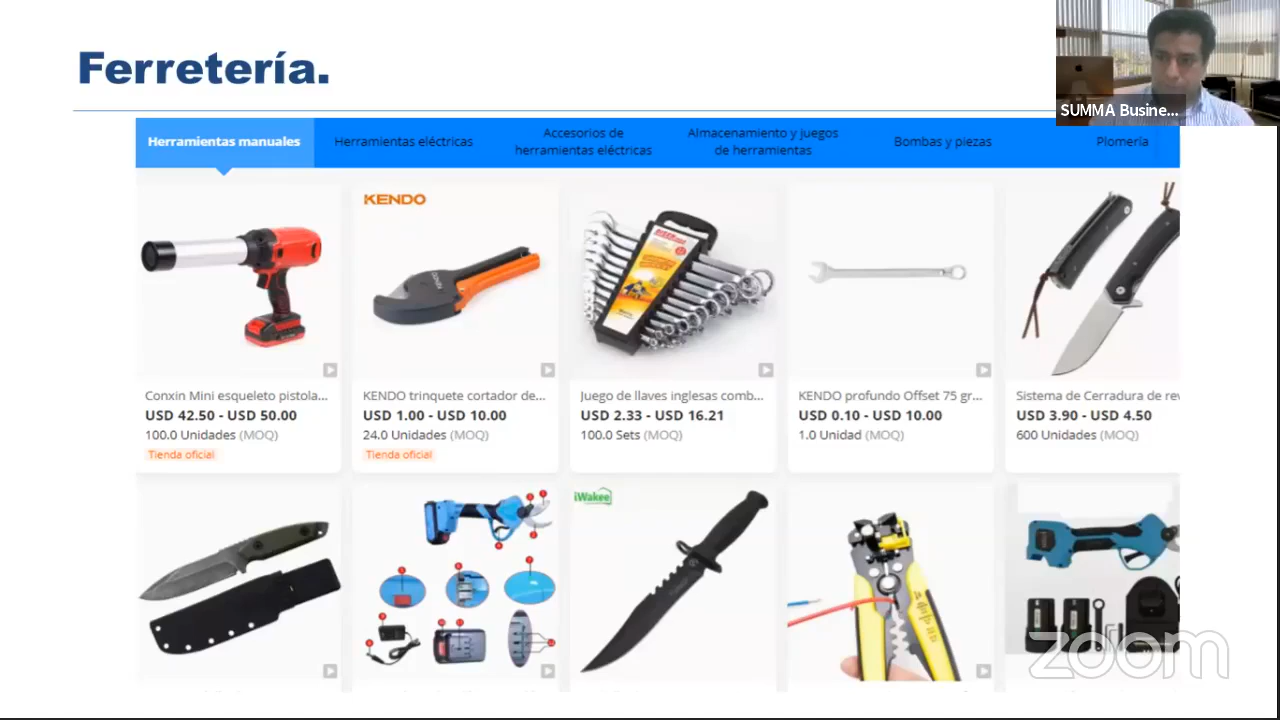 Ferretería.
SUMMA Busine...
Herramientas manuales
Herramientas eléctricas
Accesorios de
herramientas eléctricas
Almacenamiento y juegos
de herramientas
Bombas y piezas
Plomería
KENDO
Conxin Mini esqueleto pistola...
USD 42.50 - USD 50.00
100.0 Unidades (MOQ)
Tienda oficial
KENDO trinquete cortador de...
USD 1.00 - USD 10.00
24.0 Unidades (MOQ)
Tienda oficial
Juego de llaves inglesas comb...
USD 2.33 - USD 16.21
100.0 Sets (MOQ)
KENDO profundo Offset 75 gr...
USD 0.10 - USD 10.00
1.0 Unidad (MOQ)
Sistema de Cerradura de rev
USD 3.90 - USD 4.50
600 Unidades (MOQ)
iWakee
zoom